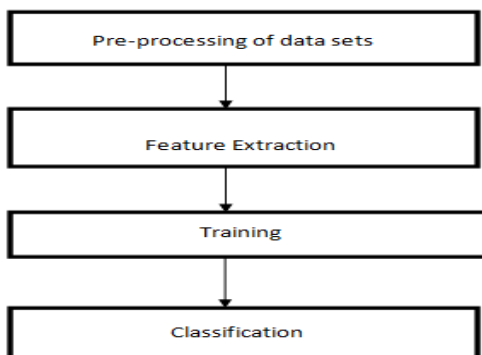 Pre-processing of data sets
Feature Extraction
Training
Classification